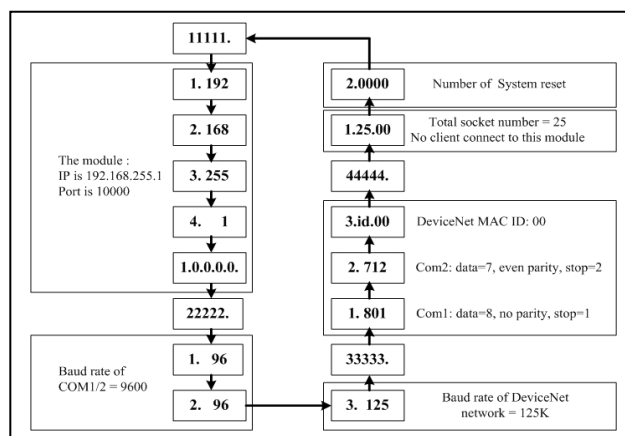 11111.
The module :
IP is 192.168.255.1
Port is 10000
1. 192
2. 168
3. 255
4. 1
1.0.0.0.0.
22222.
Baud rate of
COM1/2 = 9600
1. 96
2. 96
3. 125
Baud rate of DeviceNet
network = 125K
33333.
1. 801
Com1: data=8, no parity, stop=1
2. 712
Com2: data=7, even parity, stop=2
3.id.00
DeviceNet MAC ID: 00
44444.
1.25.00
Total socket number = 25
No client connect to this module
2.0000
Number of System reset